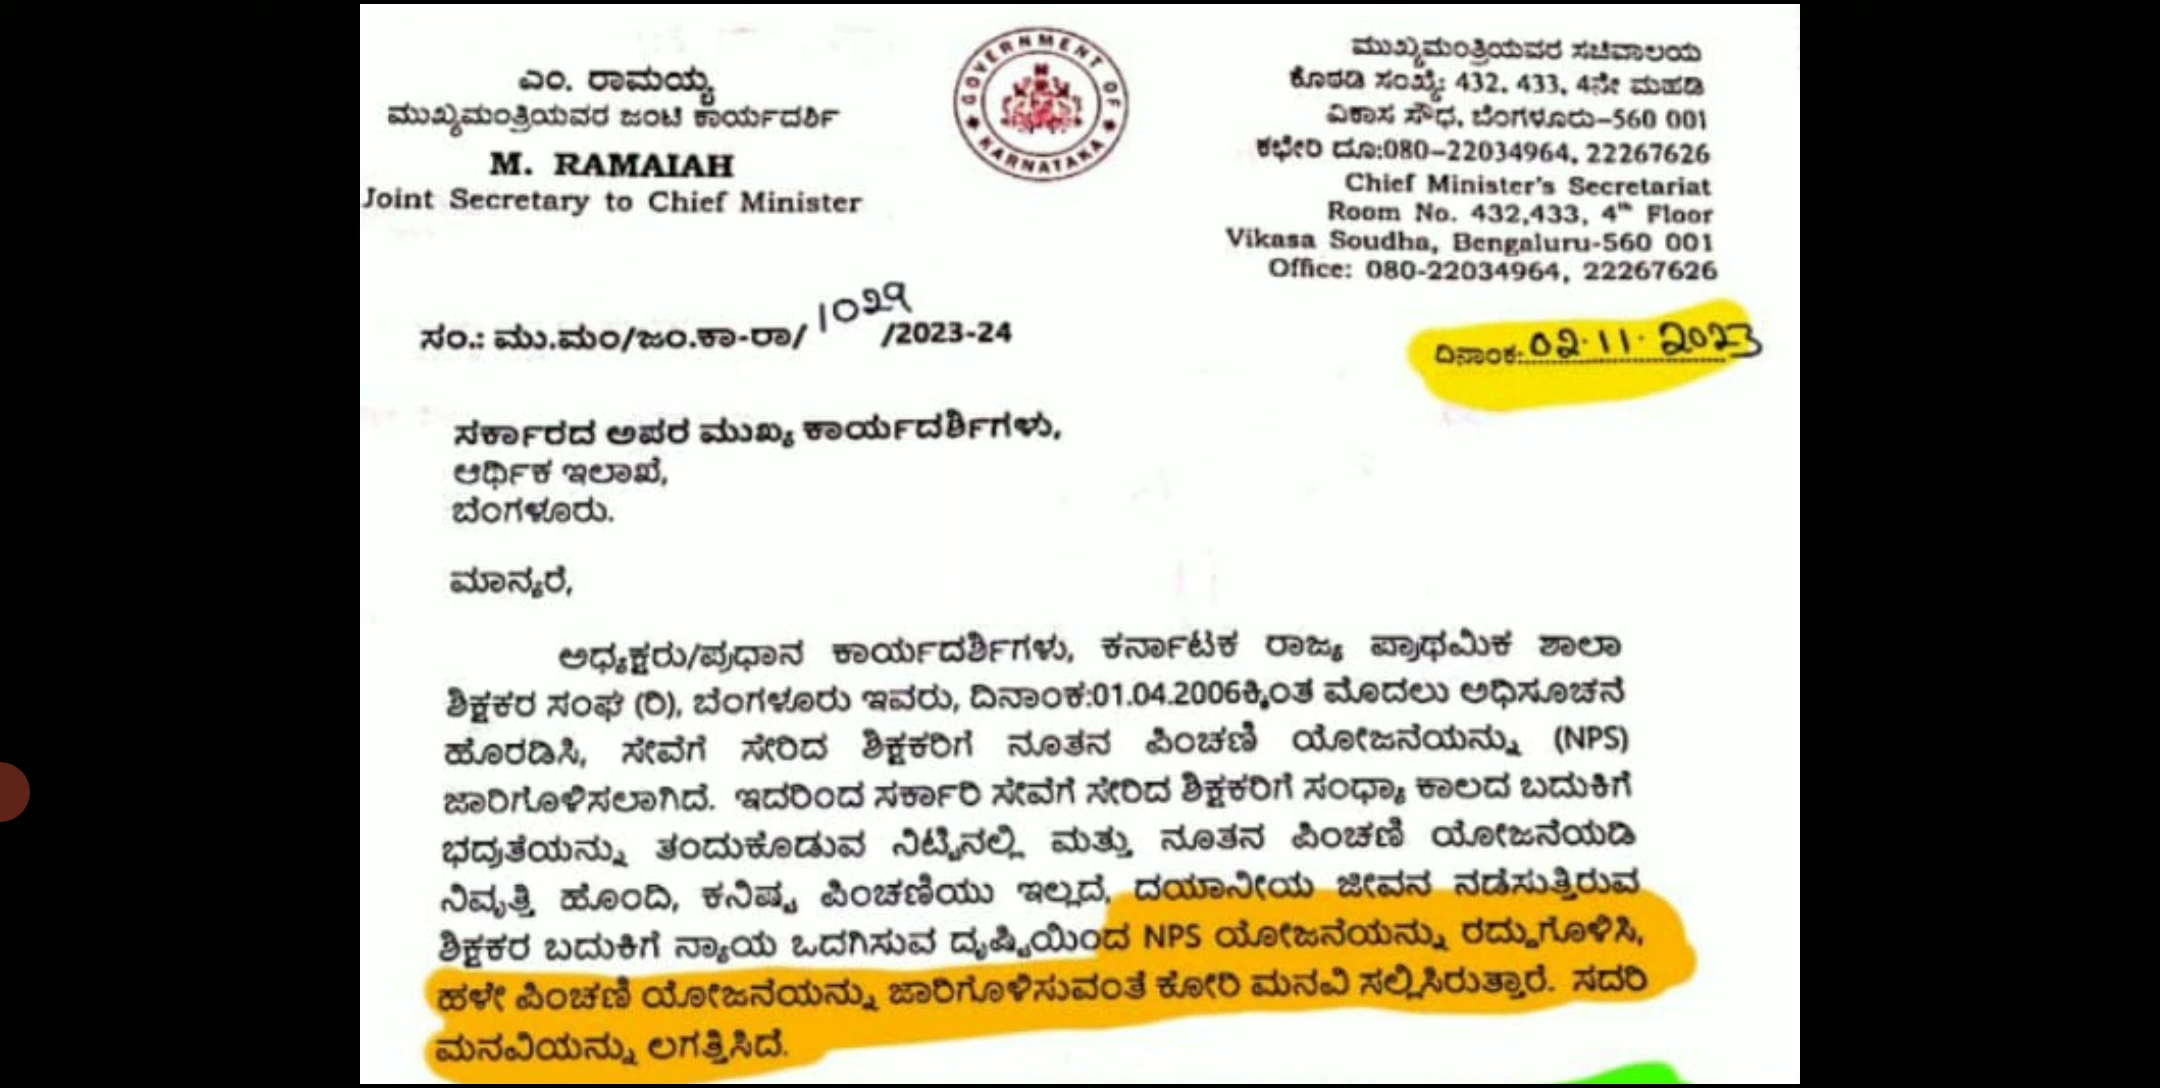 ಎಂ. ರಾಮಯ್ಯ
ಮುಖ್ಯಮಂತ್ರಿಯವರ ಜಂಟಿ ಕಾರ್ಯದರ್ಶಿ
M. RAMAIAH
Joint Secretary to Chief Minister
GOVERNMENT OF
KARNATAKA
ಮುಖ್ಯಮಂತ್ರಿಯವರ ಸಚಿವಾಲಯ
ಕೊಠಡಿ ಸಂಖ್ಯೆ: 432, 433, 4ನೇ ಮಹಡಿ
ವಿಕಾಸ ಸೌಧ, ಬೆಂಗಳೂರು–560 001
ಕಛೇರಿ ದೂ:080–22034964, 22267626
Chief Minister's Secretariat
Room No. 432,433, 4th Floor
Vikasa Soudha, Bengaluru-560 001
Office: 080-22034964, 22267626
ಸಂ.: ಮು.ಮಂ/ಜಂ.ಕಾ-ರಾ/1029/2023-24
ದಿನಾಂಕ: 02.11.2023
ಸರ್ಕಾರದ ಅಪರ ಮುಖ್ಯ ಕಾರ್ಯದರ್ಶಿಗಳು,
ಆರ್ಥಿಕ ಇಲಾಖೆ,
ಬೆಂಗಳೂರು.
ಮಾನ್ಯರೆ,
ಅಧ್ಯಕ್ಷರು/ಪ್ರಧಾನ ಕಾರ್ಯದರ್ಶಿಗಳು, ಕರ್ನಾಟಕ ರಾಜ್ಯ ಪ್ರಾಥಮಿಕ ಶಾಲಾ
ಶಿಕ್ಷಕರ ಸಂಘ (ರಿ), ಬೆಂಗಳೂರು ಇವರು, ದಿನಾಂಕ:01.04.2006ಕ್ಕಿಂತ ಮೊದಲು ಅಧಿಸೂಚನೆ
ಹೊರಡಿಸಿ, ಸೇವೆಗೆ ಸೇರಿದ ಶಿಕ್ಷಕರಿಗೆ ನೂತನ ಪಿಂಚಣಿ ಯೋಜನೆಯನ್ನು (NPS)
ಜಾರಿಗೊಳಿಸಲಾಗಿದೆ. ಇದರಿಂದ ಸರ್ಕಾರಿ ಸೇವೆಗೆ ಸೇರಿದ ಶಿಕ್ಷಕರಿಗೆ ಸಂಧ್ಯಾ ಕಾಲದ ಬದುಕಿಗೆ
ಭದ್ರತೆಯನ್ನು ತಂದುಕೊಡುವ ನಿಟ್ಟಿನಲ್ಲಿ ಮತ್ತು ನೂತನ ಪಿಂಚಣಿ ಯೋಜನೆಯಡಿ
ನಿವೃತ್ತಿ ಹೊಂದಿ, ಕನಿಷ್ಟ ಪಿಂಚಣಿಯು ಇಲ್ಲದೆ, ದಯಾನೀಯ ಜೀವನ ನಡೆಸುತ್ತಿರುವ
ಶಿಕ್ಷಕರ ಬದುಕಿಗೆ ನ್ಯಾಯ ಒದಗಿಸುವ ದೃಷ್ಟಿಯಿಂದ NPS ಯೋಜನೆಯನ್ನು ರದ್ದುಗೊಳಿಸಿ,
ಹಳೇ ಪಿಂಚಣಿ ಯೋಜನೆಯನ್ನು ಜಾರಿಗೊಳಿಸುವಂತೆ ಕೋರಿ ಮನವಿ ಸಲ್ಲಿಸಿರುತ್ತಾರೆ. ಸದರಿ
ಮನವಿಯನ್ನು ಲಗತ್ತಿಸಿದೆ.